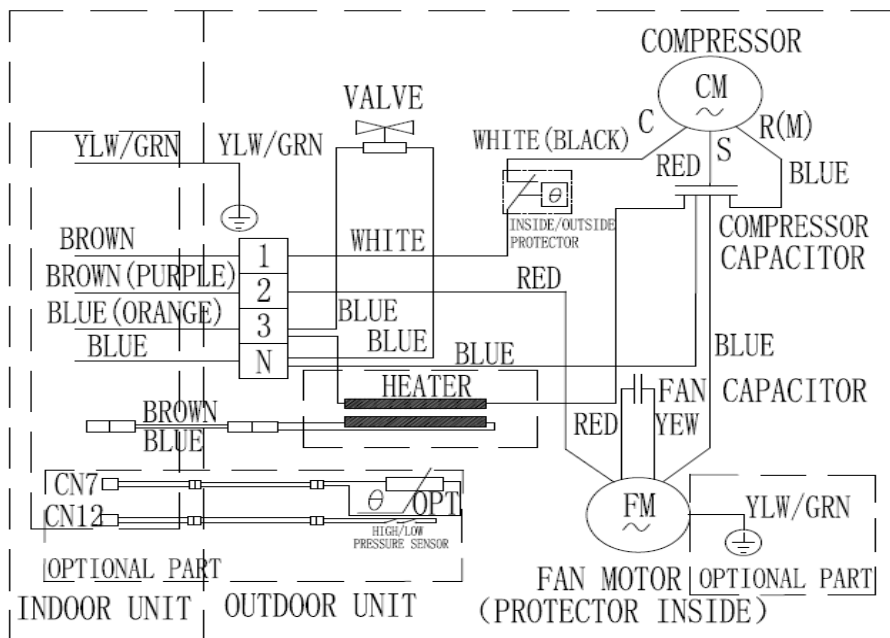 COMPRESSOR
CM
VALVE
C
R(M)
WHITE(BLACK)
S
YLW/GRN
YLW/GRN
RED
BLUE
θ
INSIDE/OUTSIDE
PROTECTOR
COMPRESSOR
CAPACITOR
BROWN
1
WHITE
BROWN(PURPLE)
2
RED
BLUE(ORANGE)
3
BLUE
BLUE
N
BLUE
BLUE
BLUE
HEATER
FAN CAPACITOR
BROWN
BLUE
RED
YEW
CN7
θ
OPT
FM
YLW/GRN
CN12
HIGH/LOW
PRESSURE SENSOR
OPTIONAL PART
FAN MOTOR
(PROTECTOR INSIDE)
OPTIONAL PART
INDOOR UNIT
OUTDOOR UNIT